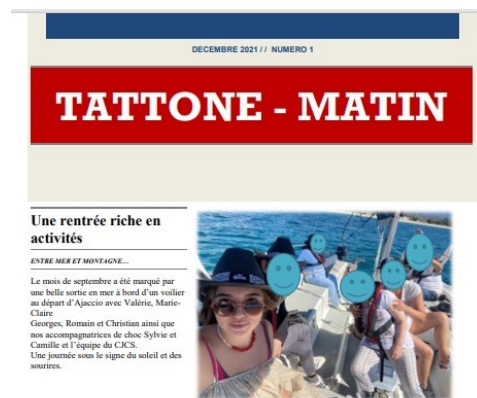 DECEMBRE 2021 // NUMERO 1
TATTONE - MATIN
Une rentrée riche en
activités
ENTRE MER ET MONTAGNE…
Le mois de septembre a été marqué par
une belle sortie en mer à bord d’un voilier
au départ d’Ajaccio avec Valérie, Marie-
Claire
Georges, Romain et Christian ainsi que
nos accompagnatrices de choc Sylvie et
Camille et l’équipe du CJCS.
Une journée sous le signe du soleil et des
sourires.